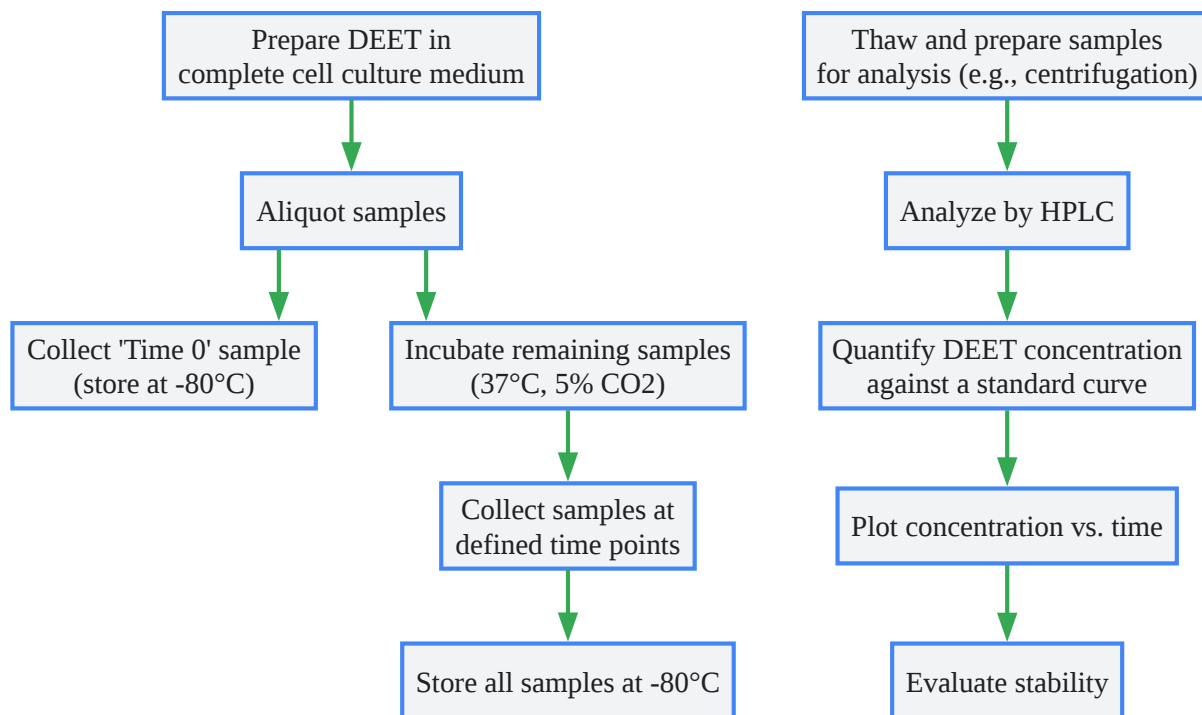 Prepare DEET in
complete cell culture medium
Aliquot samples
Collect 'Time 0' sample
(store at -80°C)
Incubate remaining samples
(37°C, 5% CO2)
Collect samples at
defined time points
Store all samples at -80°C
Thaw and prepare samples
for analysis (e.g., centrifugation)
Analyze by HPLC
Quantify DEET concentration
against a standard curve
Plot concentration vs. time
Evaluate stability